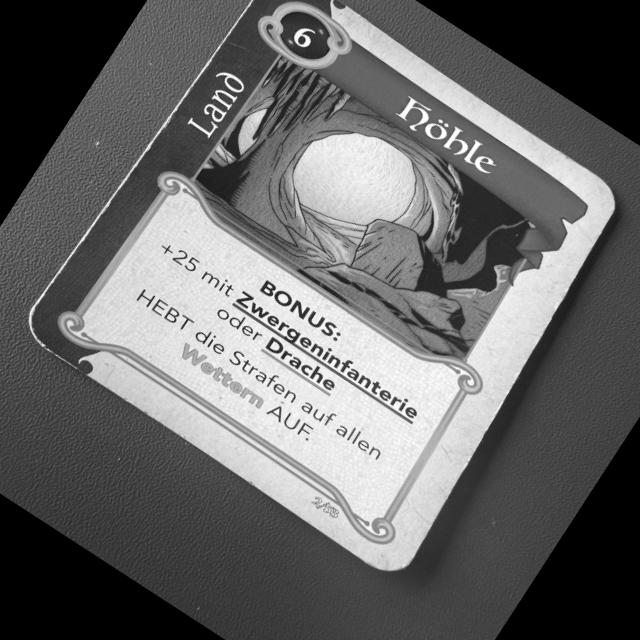 6
Höhle
Land
BONUS:
+25 mit Zwergeninfanterie
oder Drache
HEBT die Strafen auf allen
Wettern AUF.